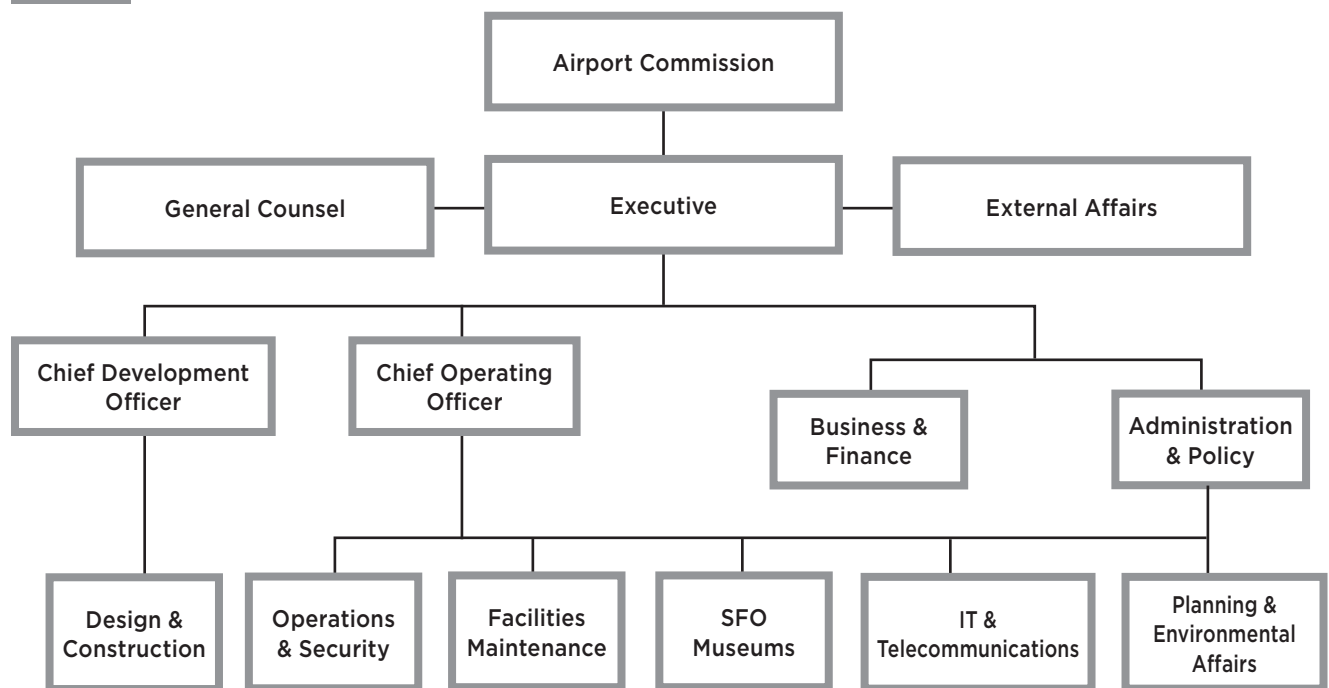 Airport Commission
General Counsel
Executive
External Affairs
Chief Development
Officer
Chief Operating
Officer
Business &
Finance
Administration
& Policy
Design &
Construction
Operations
& Security
Facilities
Maintenance
SFO
Museums
IT &
Telecommunications
Planning &
Environmental
Affairs